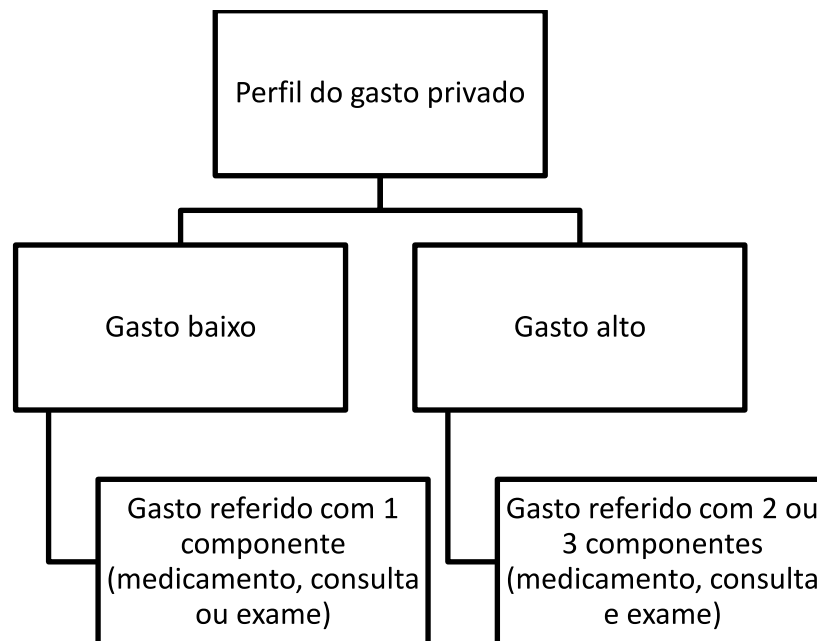 Perfil do gasto privado
Gasto baixo
Gasto alto
Gasto referido com 1
componente
(medicamento, consulta
ou exame)
Gasto referido com 2 ou
3 componentes
(medicamento, consulta
e exame)